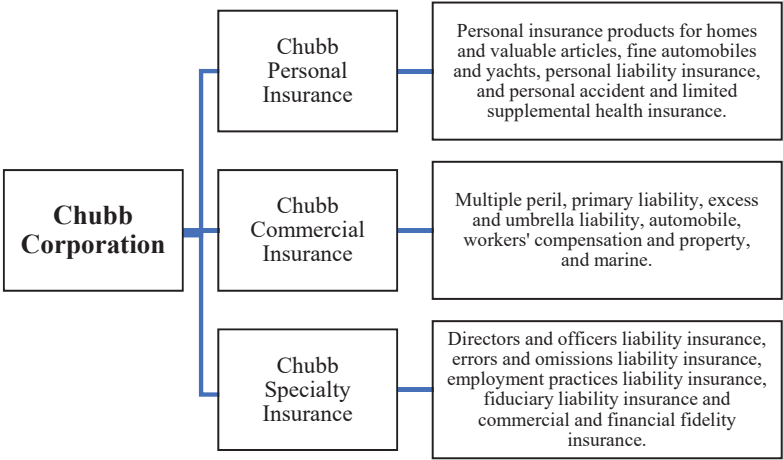 Chubb
Corporation
Chubb
Personal
Insurance
Personal insurance products for homes
and valuable articles, fine automobiles
and yachts, personal liability insurance,
and personal accident and limited
supplemental health insurance.
Chubb
Commercial
Insurance
Multiple peril, primary liability, excess
and umbrella liability, automobile,
workers' compensation and property,
and marine.
Chubb
Specialty
Insurance
Directors and officers liability insurance,
errors and omissions liability insurance,
employment practices liability insurance,
fiduciary liability insurance and
commercial and financial fidelity
insurance.